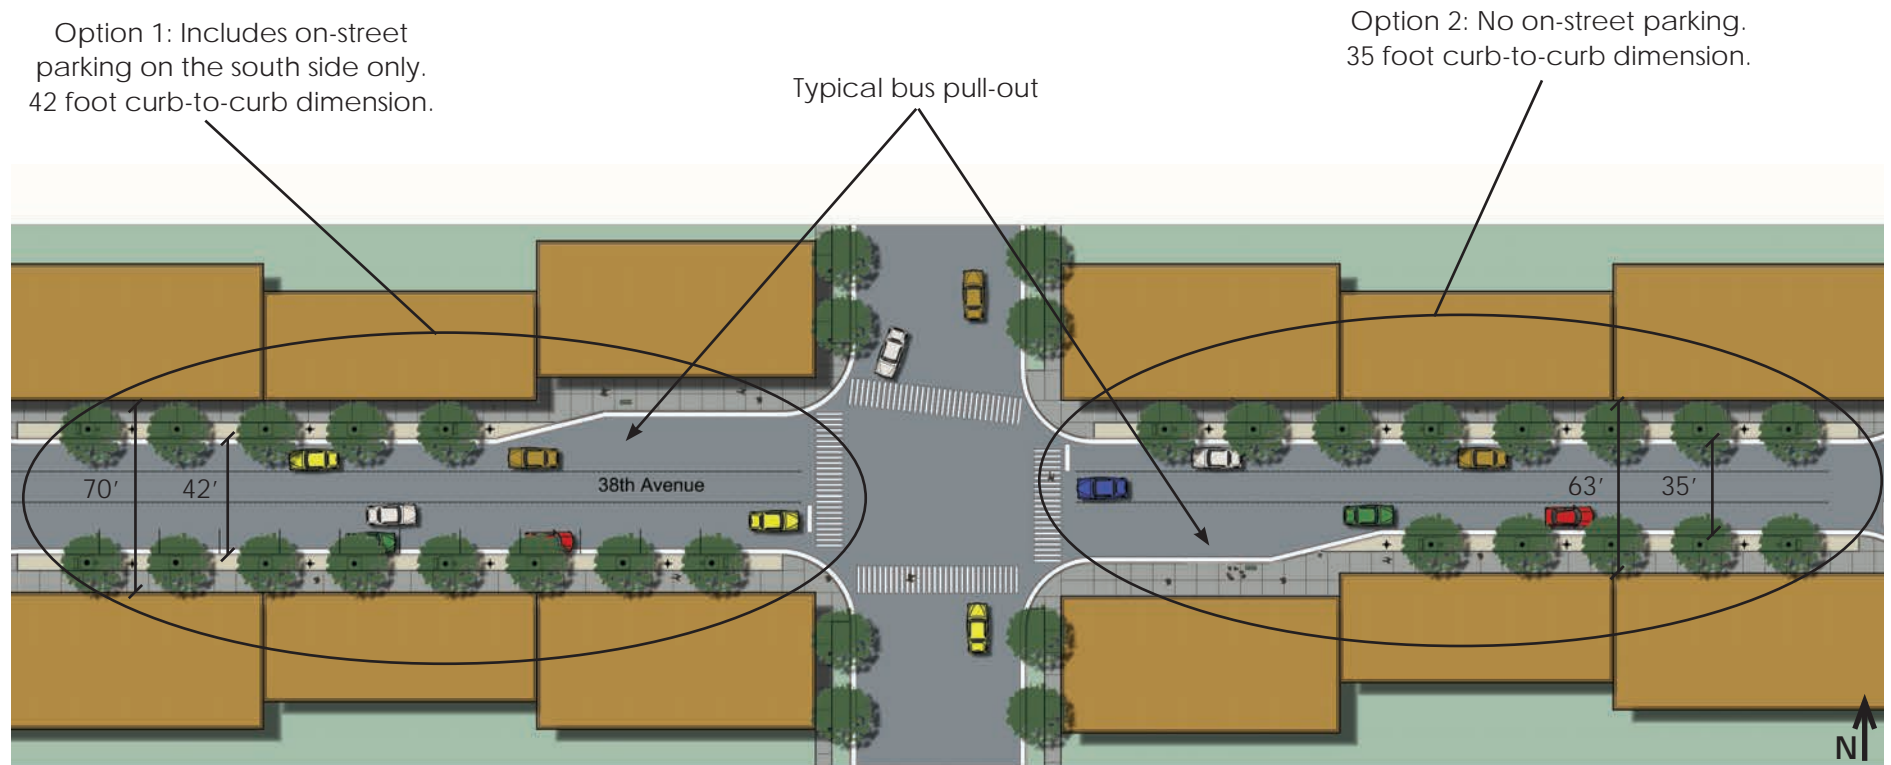 Option 1: Includes on-street
parking on the south side only.
42 foot curb-to-curb dimension.
Typical bus pull-out
Option 2: No on-street parking.
35 foot curb-to-curb dimension.
70’
42’
38th Avenue
63’
35’
N